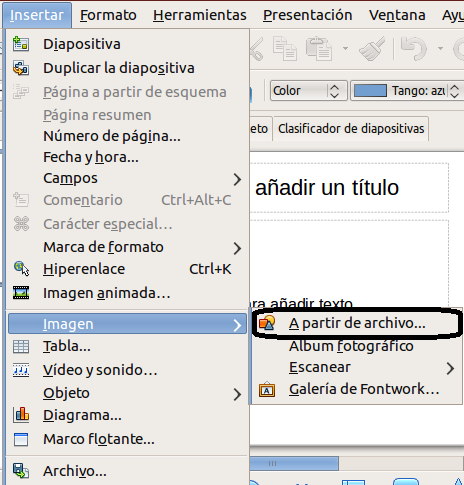 Insertar Formato Herramientas Presentación Ventana Ayu
Diapositiva
Duplicar la diapositiva
Página a partir de esquema
Página resumen
Número de página...
Fecha y hora...
Campos
Comentario Ctrl+Alt+C
Carácter especial...
Marca de formato
Hiperenlace Ctrl+K
Imagen animada...
Imagen
Tabla...
Vídeo y sonido...
Objeto
Diagrama...
Marco flotante...
Archivo...
Color Tango: azu
eto Clasificador de diapositivas
añadir un título
ra añadir texto
A partir de archivo...
Álbum fotográfico
Escanear
Galería de Fontwork...